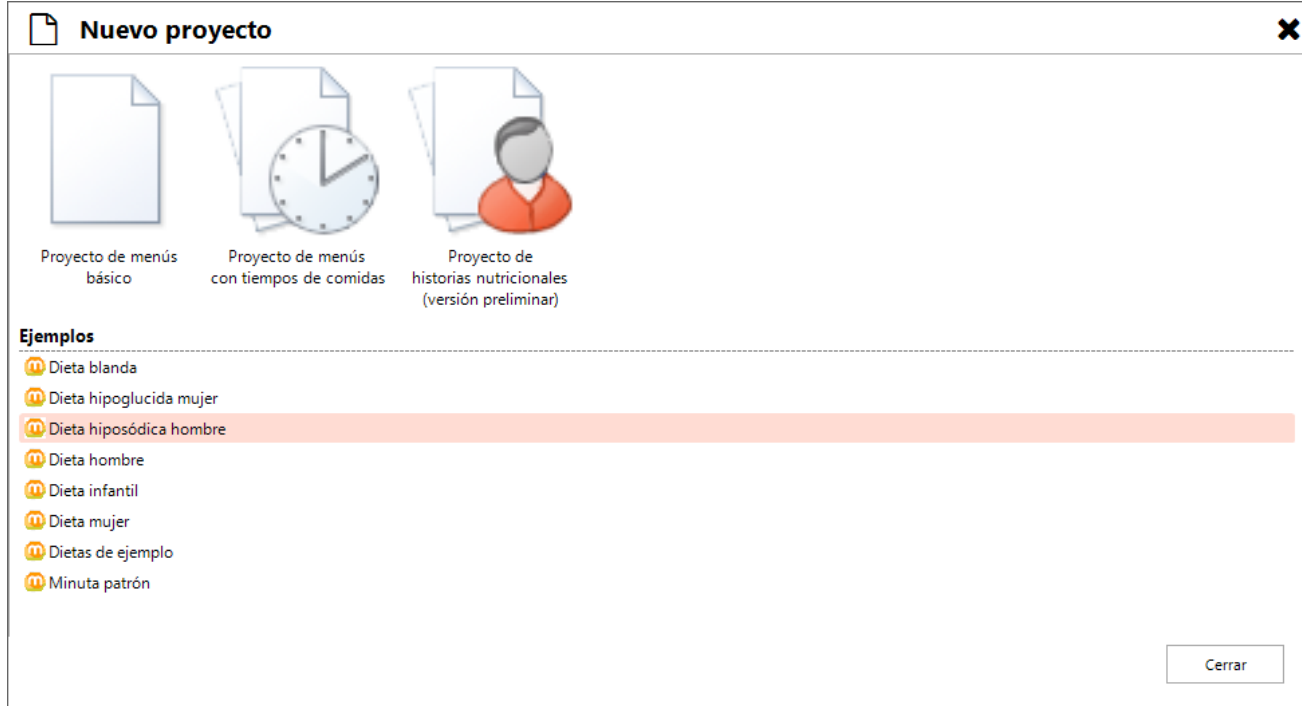 Nuevo proyecto
Proyecto de menús
básico
Proyecto de menús
con tiempos de comidas
Proyecto de
historias nutricionales
(versión preliminar)
Ejemplos
Dieta blanda
Dieta hipoglucida mujer
Dieta hiposódica hombre
Dieta hombre
Dieta infantil
Dieta mujer
Dietas de ejemplo
Minuta patrón
Cerrar